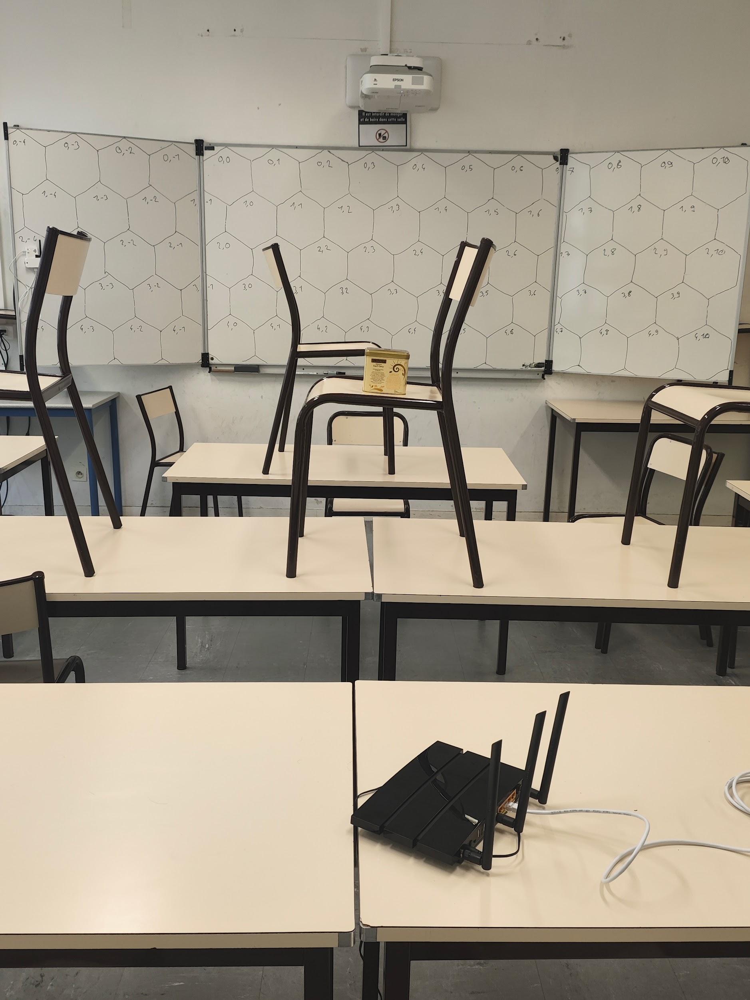 EPSON
Il est interdit de manger
et de boire dans cette salle
0,-4 0,-3 0,-2 0,-1 0,0 0,1 0,2 0,3 0,4 0,5 0,6 0,7 0,8 0,9 0,10
1,-4 1,-3 1,-2 1,-1 1,0 1,1 1,2 1,3 1,4 1,5 1,6 1,7 1,8 1,9
2,-4 2,-2 2,-1 2,0 2,2 2,3 2,4 2,6 2,7 2,8 2,9 2,10
3,-3 3,-2 3,-1 3,0 3,1 3,2 3,3 3,4 3,5 3,6 3,7 3,8 3,9
4 4,-3 4,-2 4,-1 4,0 4,1 4,2 4,3 4,4 5 4,6 4,7 4,8 4,9 4,10
Earl Grey